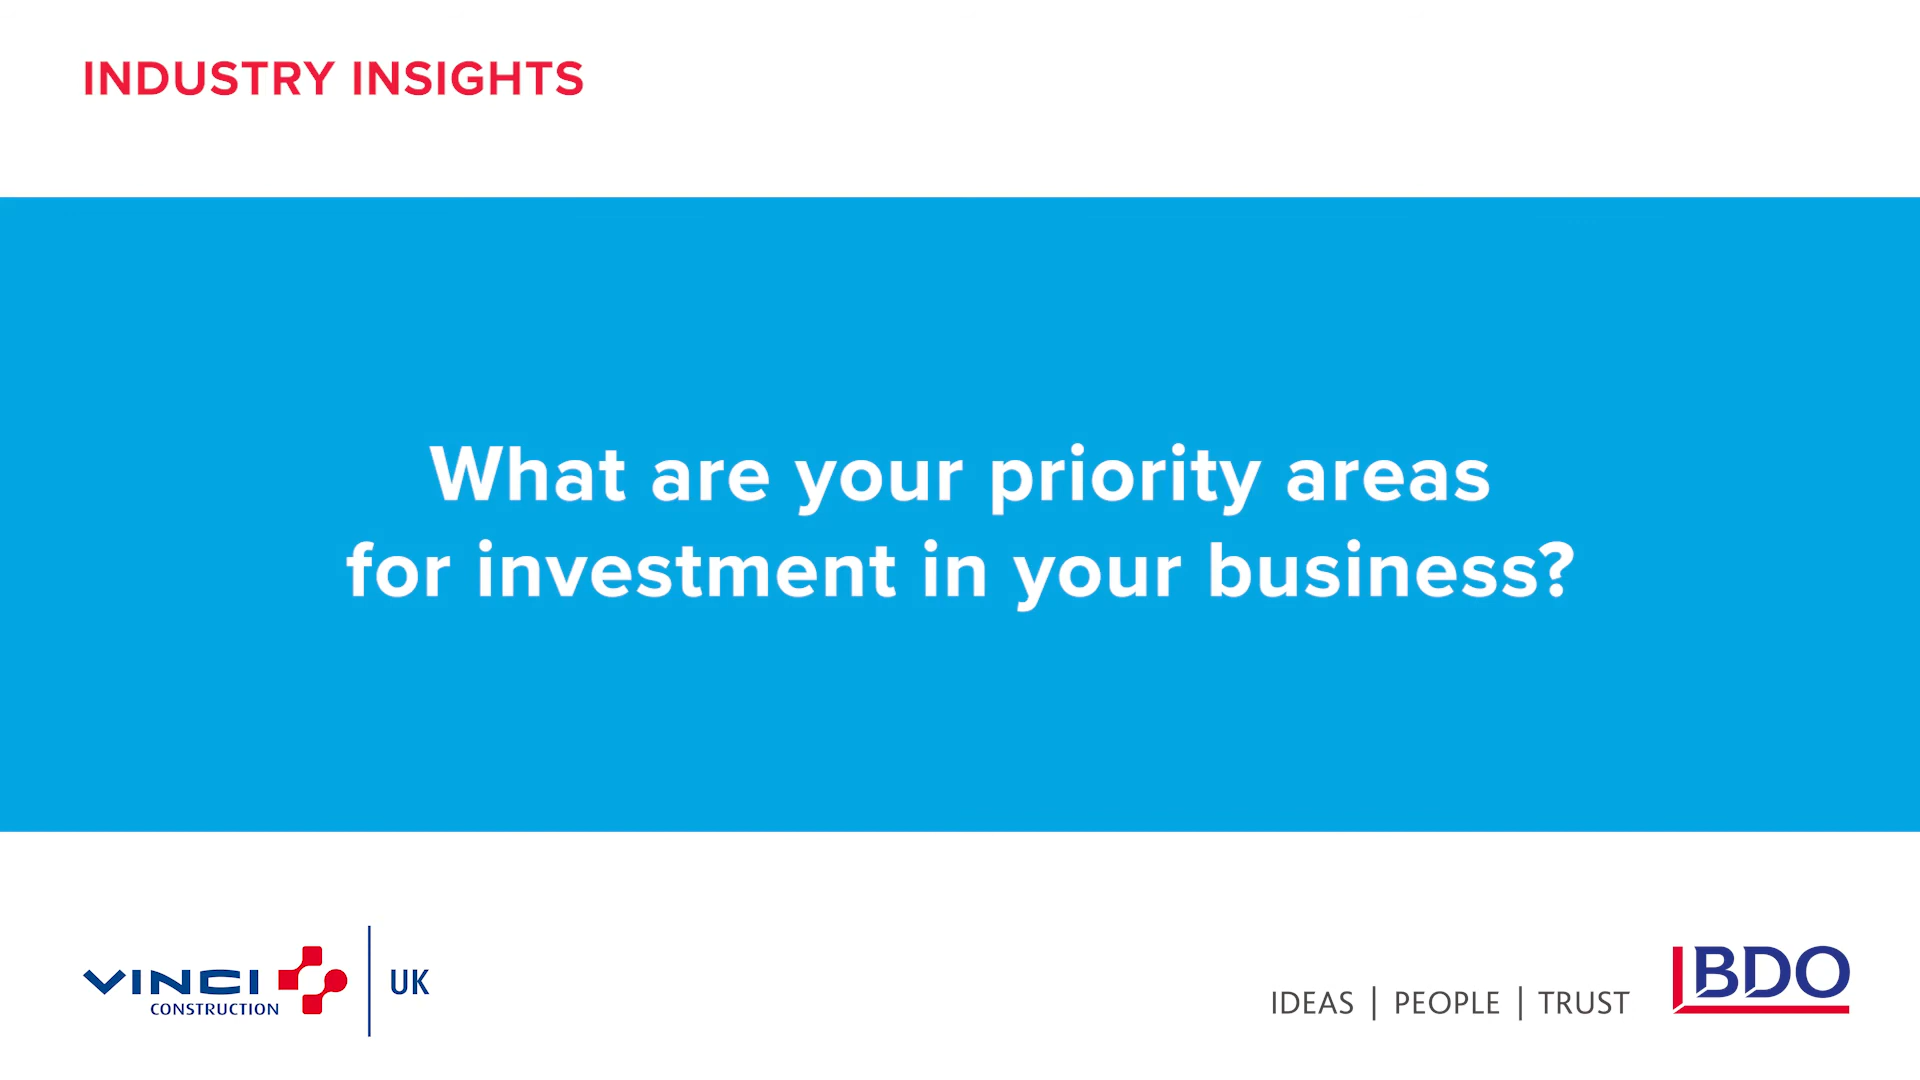 INDUSTRY INSIGHTS
What are your priority areas
for investment in your business?
VINCI
CONSTRUCTION
UK
IDEAS | PEOPLE | TRUST
BDO